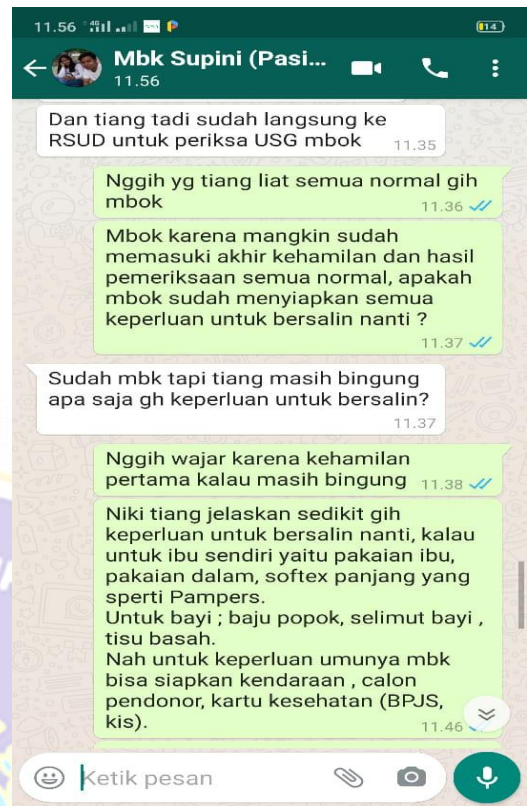 11.56
14
Mbk Supini (Pasi...
11.56
Dan tiang tadi sudah langsung ke
RSUD untuk periksa USG mbok 11.35
Nggih yg tiang liat semua normal gih
mbok 11.36
Mbok karena mangkin sudah
memasuki akhir kehamilan dan hasil
pemeriksaan semua normal, apakah
mbok sudah menyiapkan semua
keperluan untuk bersalin nanti ?
11.37
Sudah mbk tapi tiang masih bingung
apa saja gh keperluan untuk bersalin?
11.37
Nggih wajar karena kehamilan
pertama kalau masih bingung 11.38
Niki tiang jelaskan sedikit gih
keperluan untuk bersalin nanti, kalau
untuk ibu sendiri yaitu pakaian ibu,
pakaian dalam, softex panjang yang
sperti Pampers.
Untuk bayi ; baju popok, selimut bayi ,
tisu basah.
Nah untuk keperluan umunya mbk
bisa siapkan kendaraan , calon
pendonor, kartu kesehatan (BPJS,
kis). 11.46
Ketik pesan